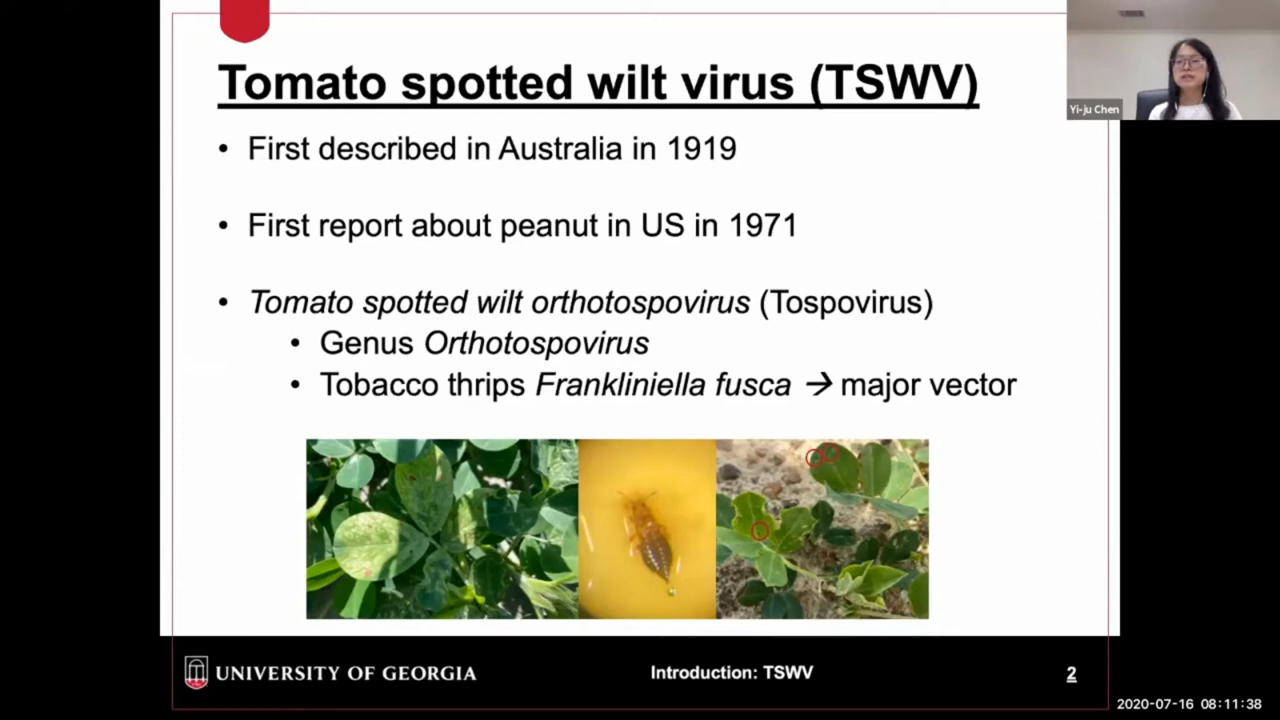 Tomato spotted wilt virus (TSWV)
Yi-ju Chen
• First described in Australia in 1919
• First report about peanut in US in 1971
• Tomato spotted wilt orthotospovirus (Tospovirus)
• Genus Orthotospovirus
• Tobacco thrips Frankliniella fusca → major vector
UNIVERSITY OF GEORGIA
Introduction: TSWV
2
2020-07-16 08:11:38